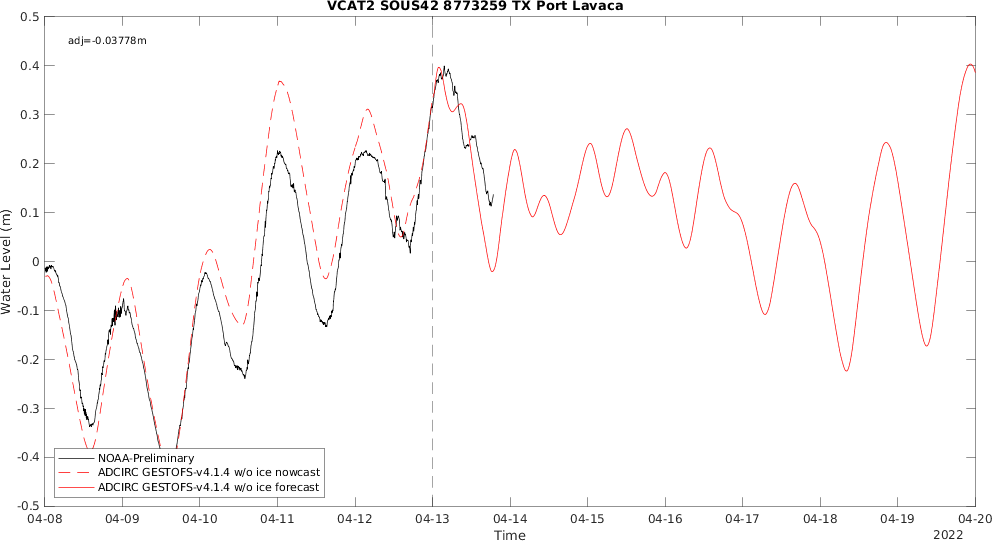 VCAT2 SOUS42 8773259 TX Port Lavaca
adj=-0.03778m
Water Level (m)
0.5
0.4
0.3
0.2
0.1
0
-0.1
-0.2
-0.3
-0.4
-0.5
NOAA-Preliminary
ADCIRC GESTOFS-v4.1.4 w/o ice nowcast
ADCIRC GESTOFS-v4.1.4 w/o ice forecast
04-08 04-09 04-10 04-11 04-12 04-13 04-14 04-15 04-16 04-17 04-18 04-19 04-20
Time
2022